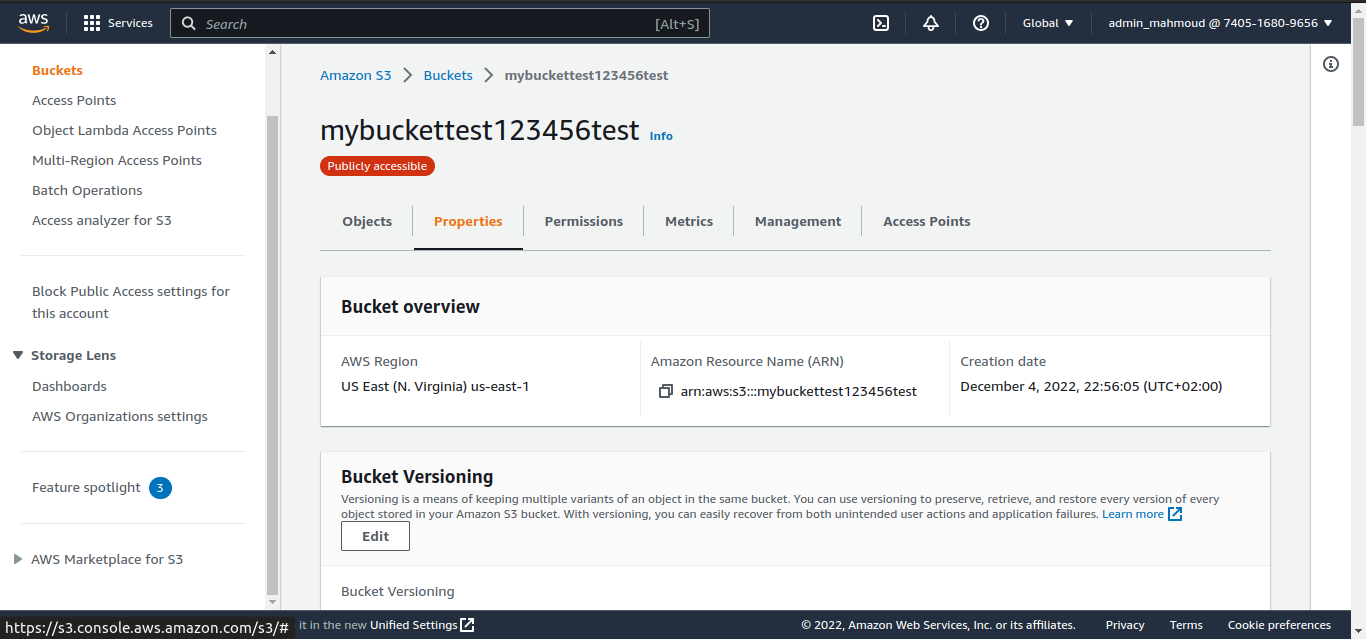 aws
Services
Search
[Alt+S]
Global
admin_mahmoud @ 7405-1680-9656
Buckets
Access Points
Object Lambda Access Points
Multi-Region Access Points
Batch Operations
Access analyzer for S3
Block Public Access settings for
this account
Storage Lens
Dashboards
AWS Organizations settings
Feature spotlight 3
AWS Marketplace for S3
Amazon S3 > Buckets > mybuckettest123456test
mybuckettest123456test Info
Publicly accessible
Objects
Properties
Permissions
Metrics
Management
Access Points
Bucket overview
AWS Region
US East (N. Virginia) us-east-1
Amazon Resource Name (ARN)
arn:aws:s3:::mybuckettest123456test
Creation date
December 4, 2022, 22:56:05 (UTC+02:00)
Bucket Versioning
Versioning is a means of keeping multiple variants of an object in the same bucket. You can use versioning to preserve, retrieve, and restore every version of every
object stored in your Amazon S3 bucket. With versioning, you can easily recover from both unintended user actions and application failures. Learn more
Edit
Bucket Versioning
https://s3.console.aws.amazon.com/s3/#
it in the new Unified Settings
© 2022, Amazon Web Services, Inc. or its affiliates.
Privacy
Terms
Cookie preferences